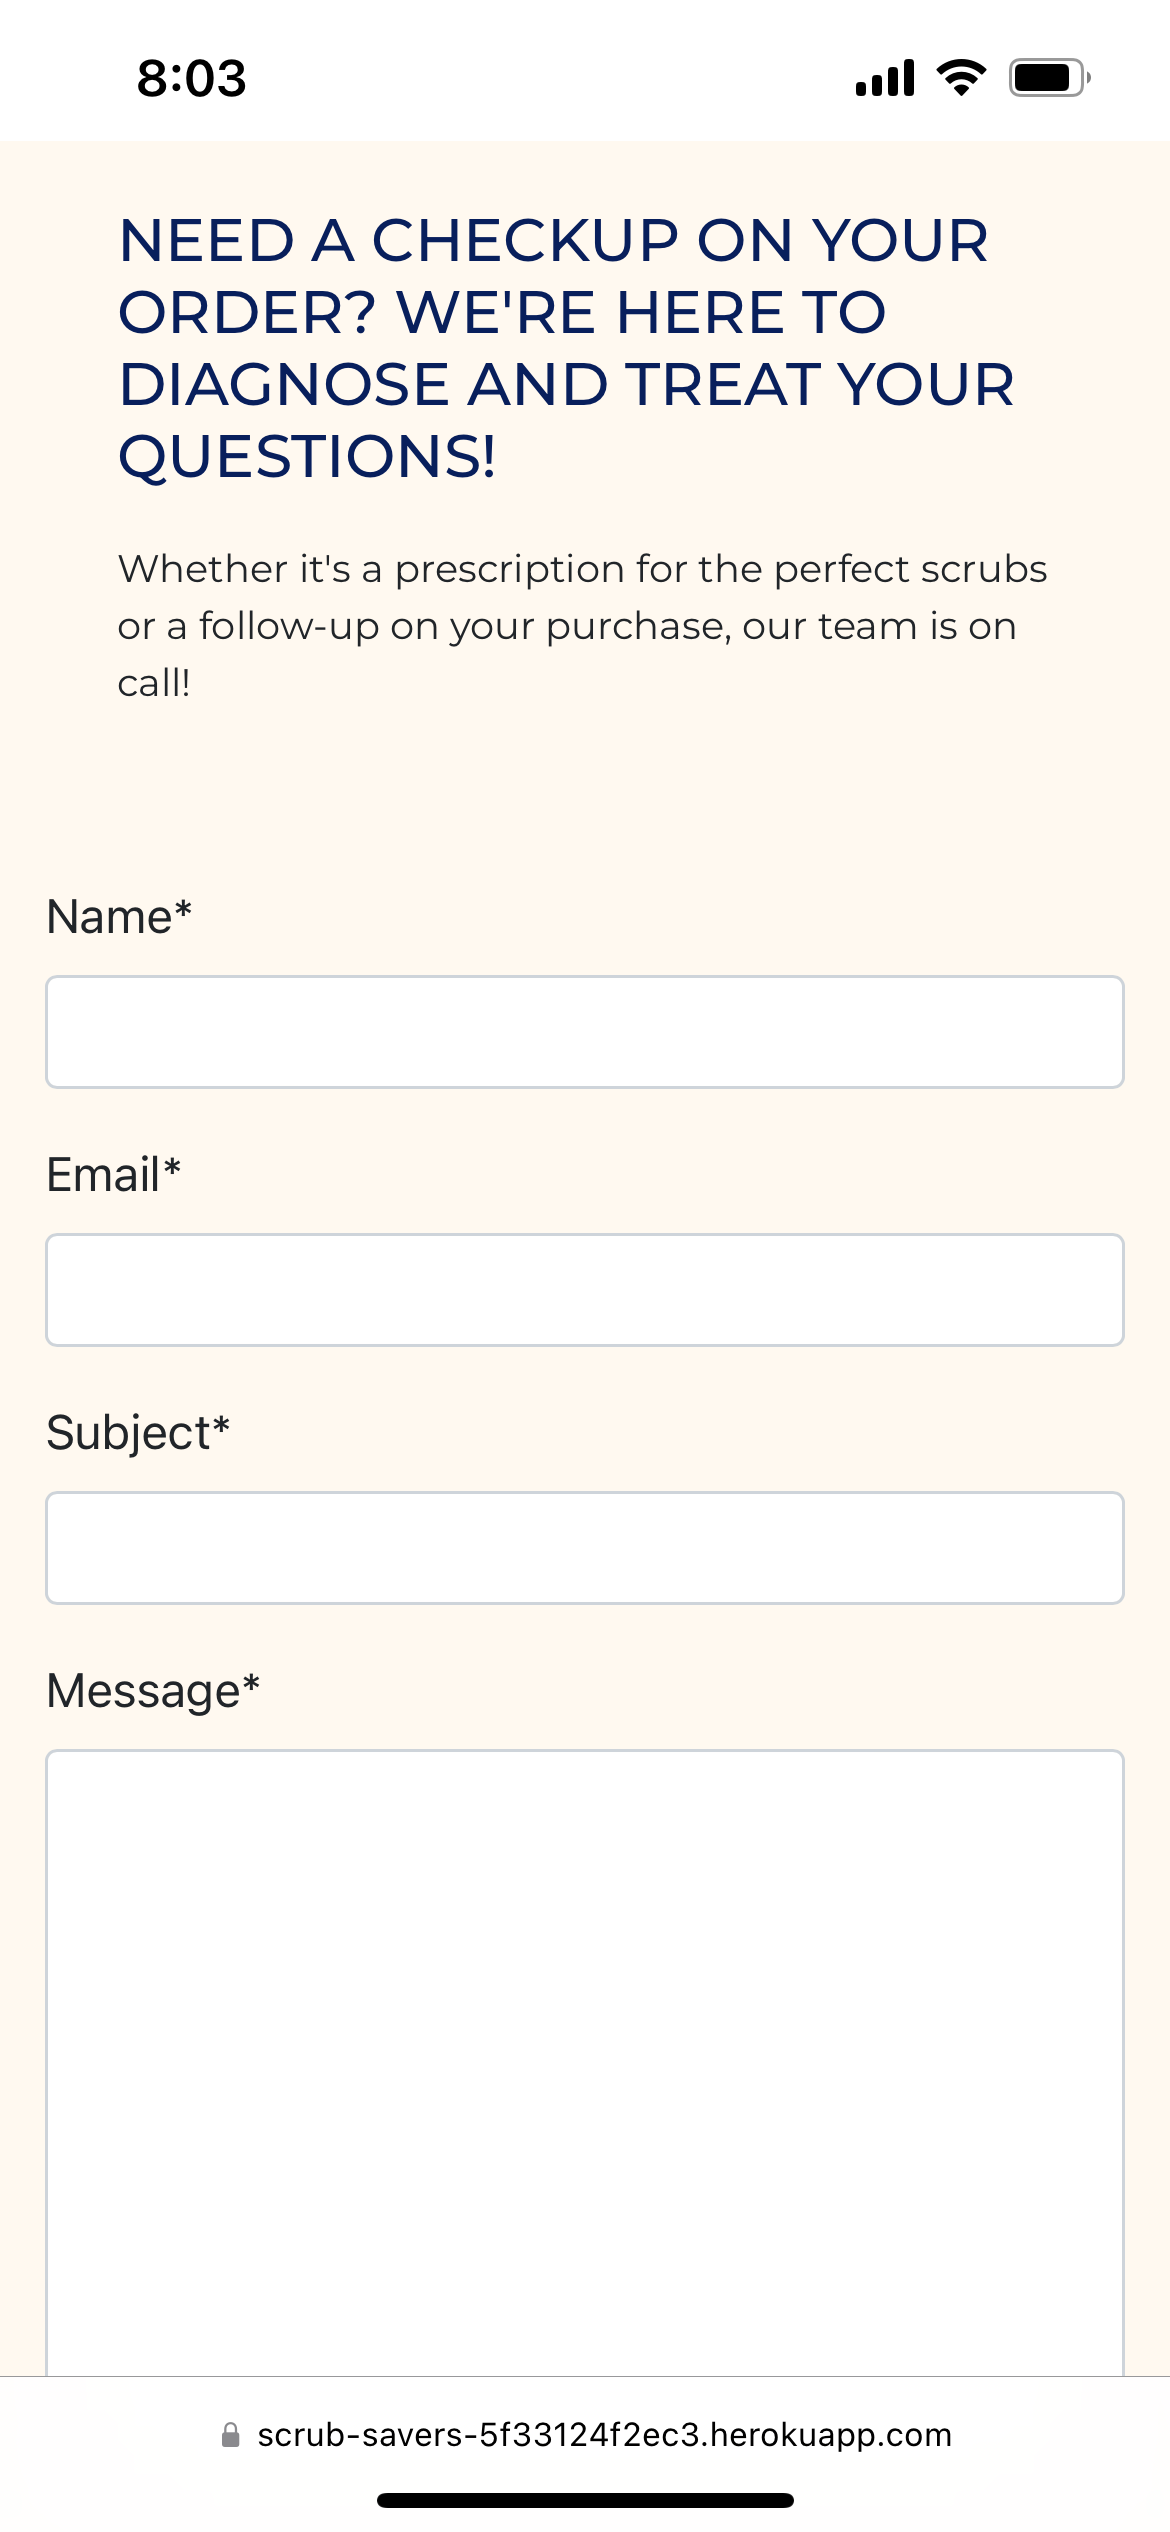 8:03
NEED A CHECKUP ON YOUR
ORDER? WE'RE HERE TO
DIAGNOSE AND TREAT YOUR
QUESTIONS!
Whether it's a prescription for the perfect scrubs
or a follow-up on your purchase, our team is on
call!
Name*
Email*
Subject*
Message*
scrub-savers-5f33124f2ec3.herokuapp.com